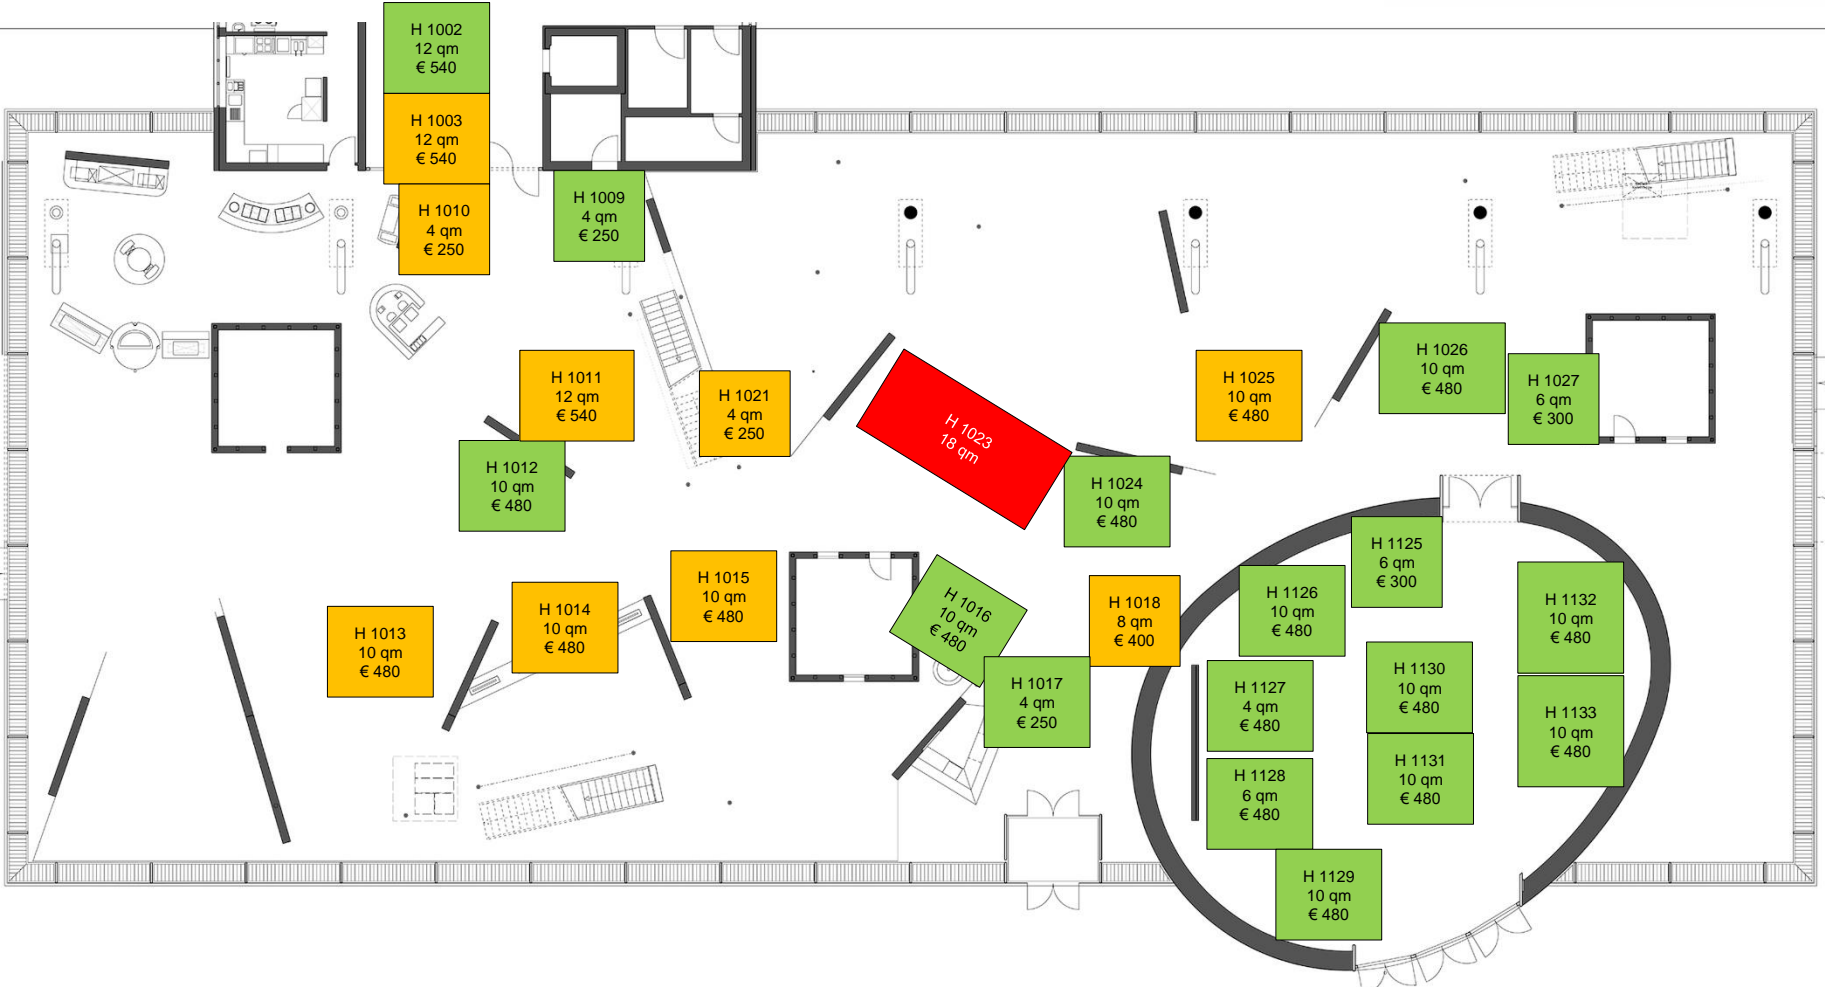 H 1002
12 qm
€ 540
H 1003
12 qm
€ 540
H 1010
4 qm
€ 250
H 1009
4 qm
€ 250
H 1011
12 qm
€ 540
H 1012
10 qm
€ 480
H 1021
4 qm
€ 250
H 1023
18 qm
H 1024
10 qm
€ 480
H 1025
10 qm
€ 480
H 1026
10 qm
€ 480
H 1027
6 qm
€ 300
H 1013
10 qm
€ 480
H 1014
10 qm
€ 480
H 1015
10 qm
€ 480
H 1016
10 qm
€ 480
H 1017
4 qm
€ 250
H 1018
8 qm
€ 400
H 1125
6 qm
€ 300
H 1126
10 qm
€ 480
H 1127
4 qm
€ 480
H 1128
6 qm
€ 480
H 1129
10 qm
€ 480
H 1130
10 qm
€ 480
H 1131
10 qm
€ 480
H 1132
10 qm
€ 480
H 1133
10 qm
€ 480